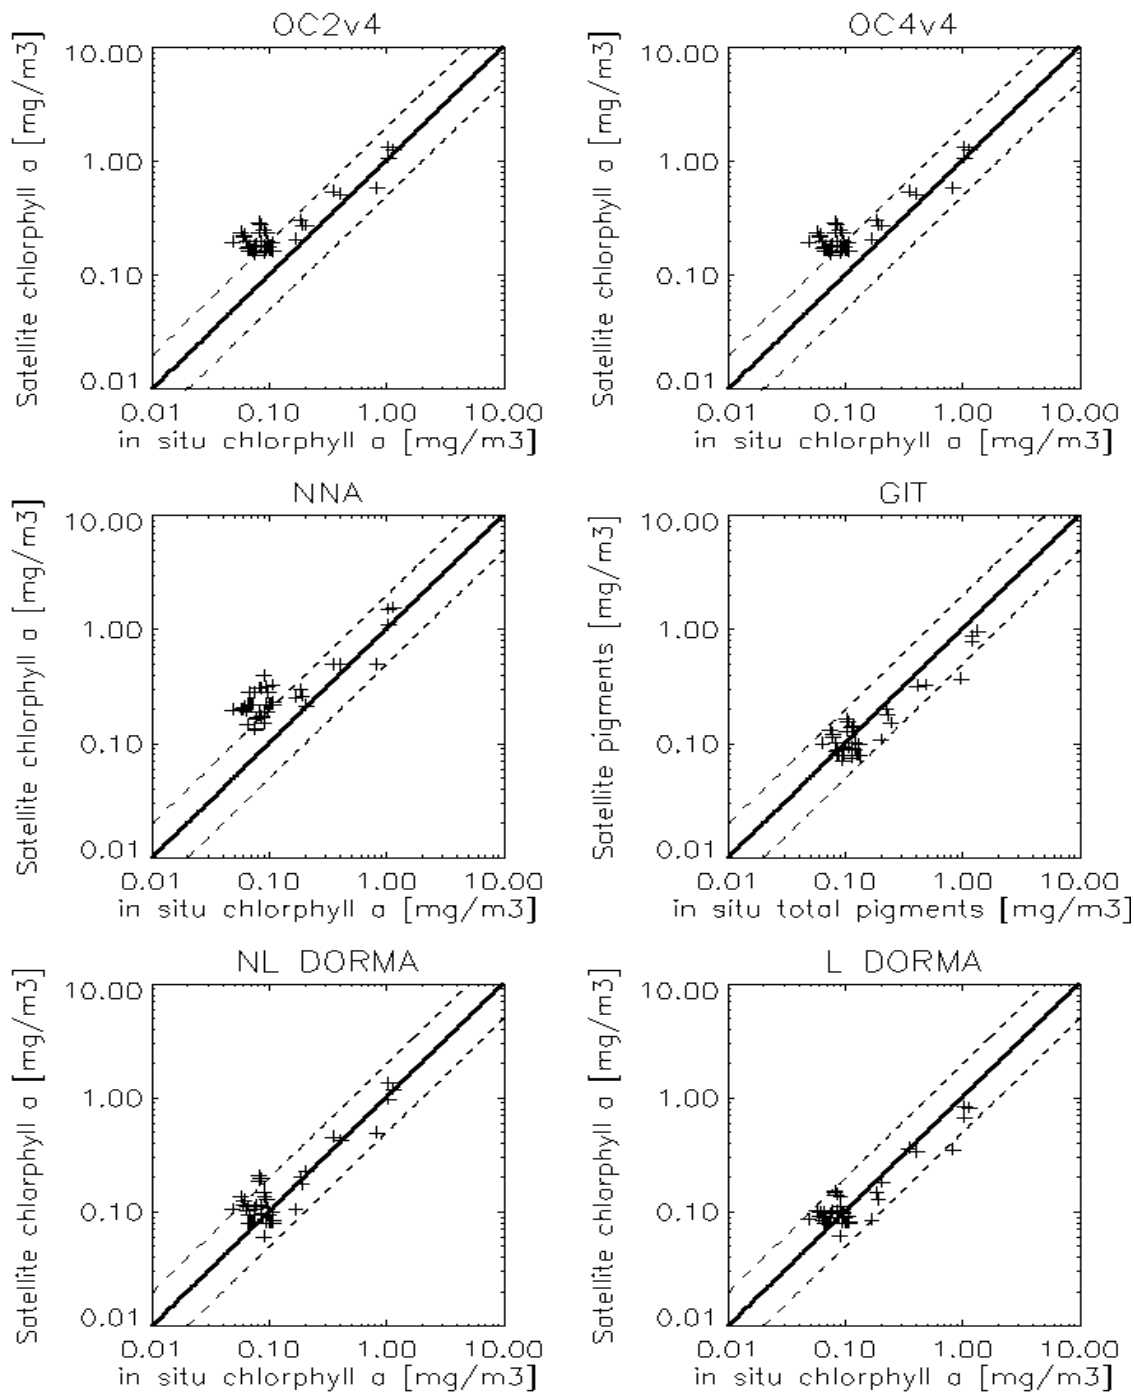 OC2v4
OC4v4
Satellite chlorphyll a [mg/m3]
10.00
1.00
0.10
0.01
0.01 0.10 1.00 10.00
in situ chlorphyll a [mg/m3]
Satellite chlorphyll a [mg/m3]
10.00
1.00
0.10
0.01
0.01 0.10 1.00 10.00
in situ chlorphyll a [mg/m3]
NNA
GIT
Satellite chlorphyll a [mg/m3]
10.00
1.00
0.10
0.01
0.01 0.10 1.00 10.00
in situ chlorphyll a [mg/m3]
Satellite pigments [mg/m3]
10.00
1.00
0.10
0.01
0.01 0.10 1.00 10.00
in situ total pigments [mg/m3]
NL DORMA
L DORMA
Satellite chlorphyll a [mg/m3]
10.00
1.00
0.10
0.01
0.01 0.10 1.00 10.00
in situ chlorphyll a [mg/m3]
Satellite chlorphyll a [mg/m3]
10.00
1.00
0.10
0.01
0.01 0.10 1.00 10.00
in situ chlorphyll a [mg/m3]